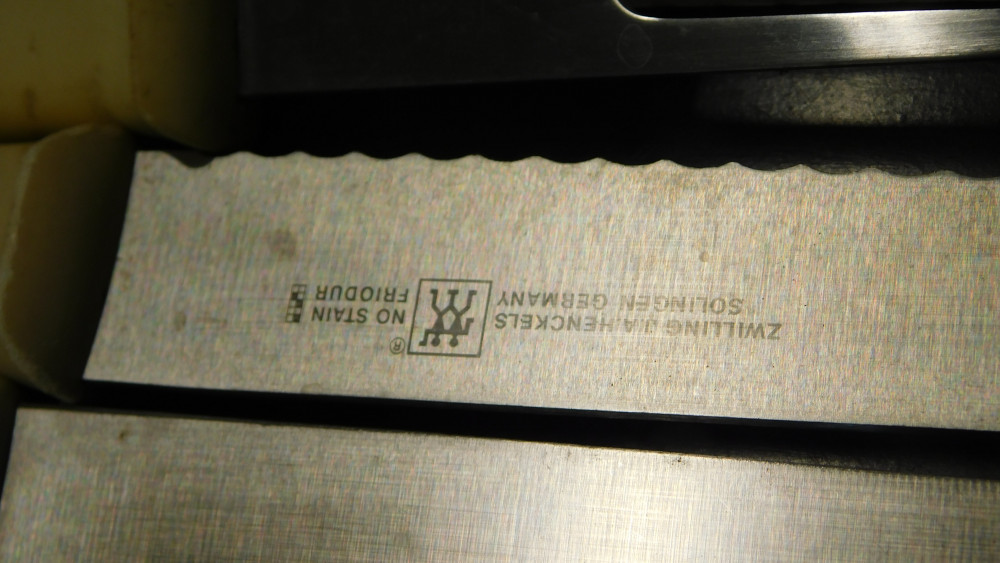 ZWILLING J.A.HENCKELS
SOLINGEN GERMANY
®
NO STAIN
FRIODUR